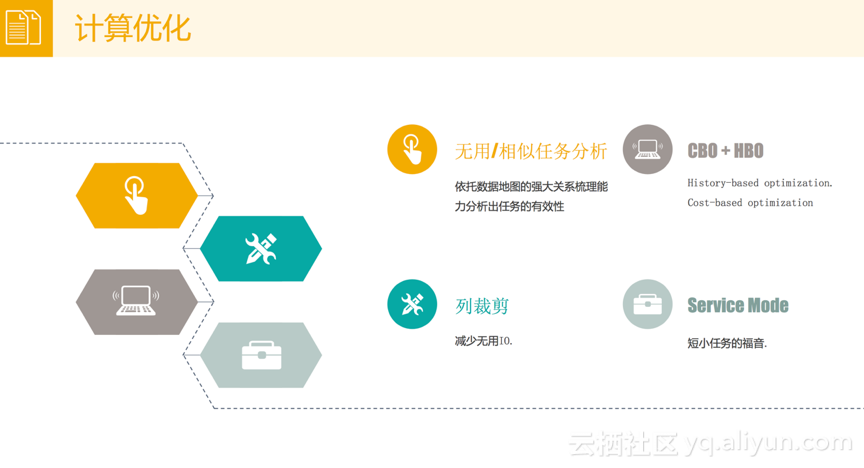 计算优化
无用/相似任务分析
依托数据地图的强大关系梳理能
力分析出任务的有效性
CBO + HBO
History-based optimization.
Cost-based optimization
列裁剪
减少无用IO.
Service Mode
短小任务的福音.
云栖社区 yq.aliyun.com